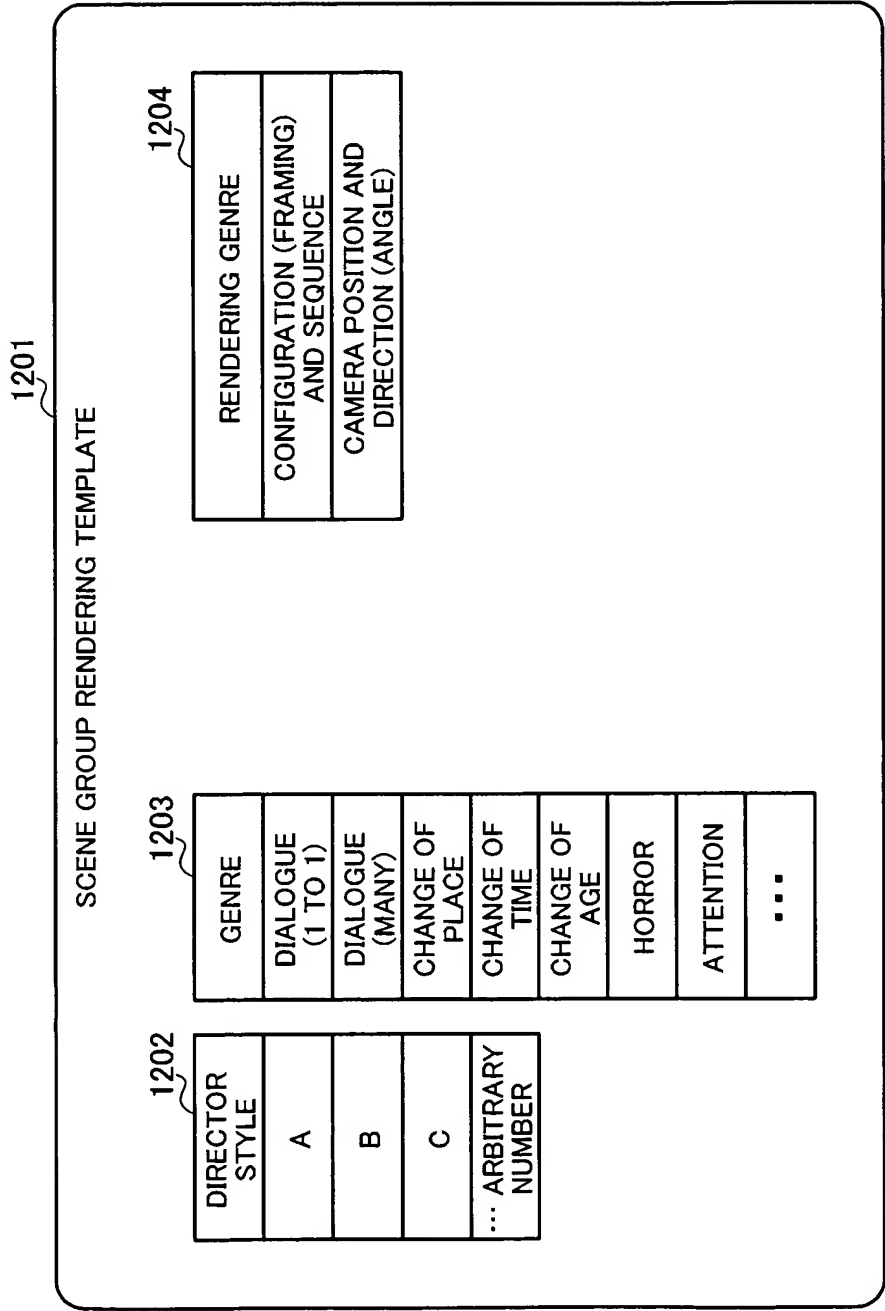 1201
SCENE GROUP RENDERING TEMPLATE
1202
DIRECTOR
STYLE
A
B
C
... ARBITRARY
NUMBER
1203
GENRE
DIALOGUE
(1 TO 1)
DIALOGUE
(MANY)
CHANGE OF
PLACE
CHANGE OF
TIME
CHANGE OF
AGE
HORROR
ATTENTION
...
1204
RENDERING GENRE
CONFIGURATION (FRAMING)
AND SEQUENCE
CAMERA POSITION AND
DIRECTION (ANGLE)